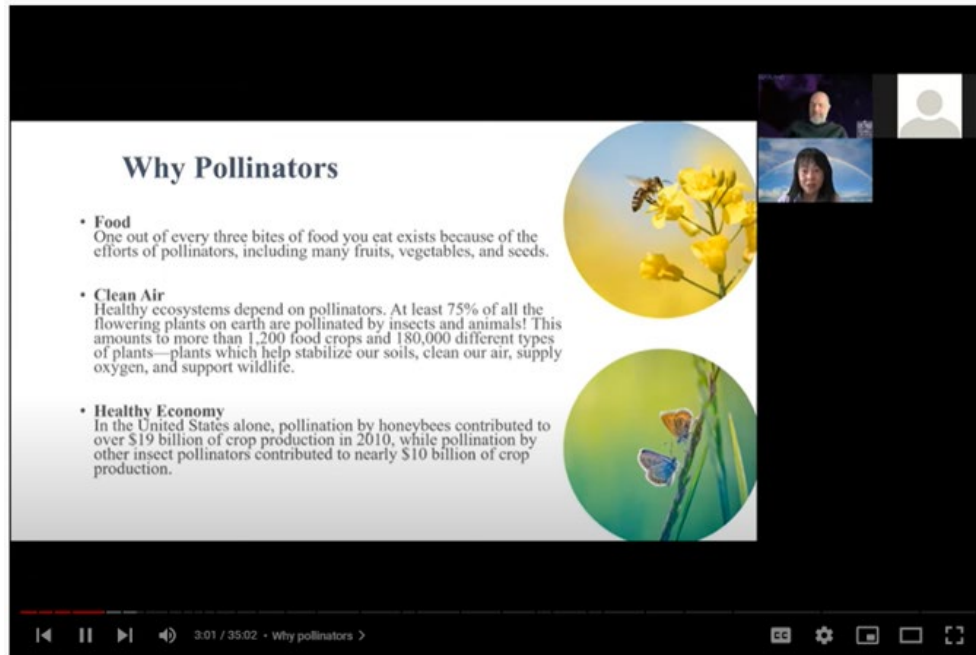 Why Pollinators
• Food
One out of every three bites of food you eat exists because of the
efforts of pollinators, including many fruits, vegetables, and seeds.
• Clean Air
Healthy ecosystems depend on pollinators. At least 75% of all the
flowering plants on earth are pollinated by insects and animals! This
amounts to more than 1,200 food crops and 180,000 different types
of plants—plants which help stabilize our soils, clean our air, supply
oxygen, and support wildlife.
• Healthy Economy
In the United States alone, pollination by honeybees contributed to
over $19 billion of crop production in 2010, while pollination by
other insect pollinators contributed to nearly $10 billion of crop
production.
3:01 / 35:02 • Why pollinators >
CC